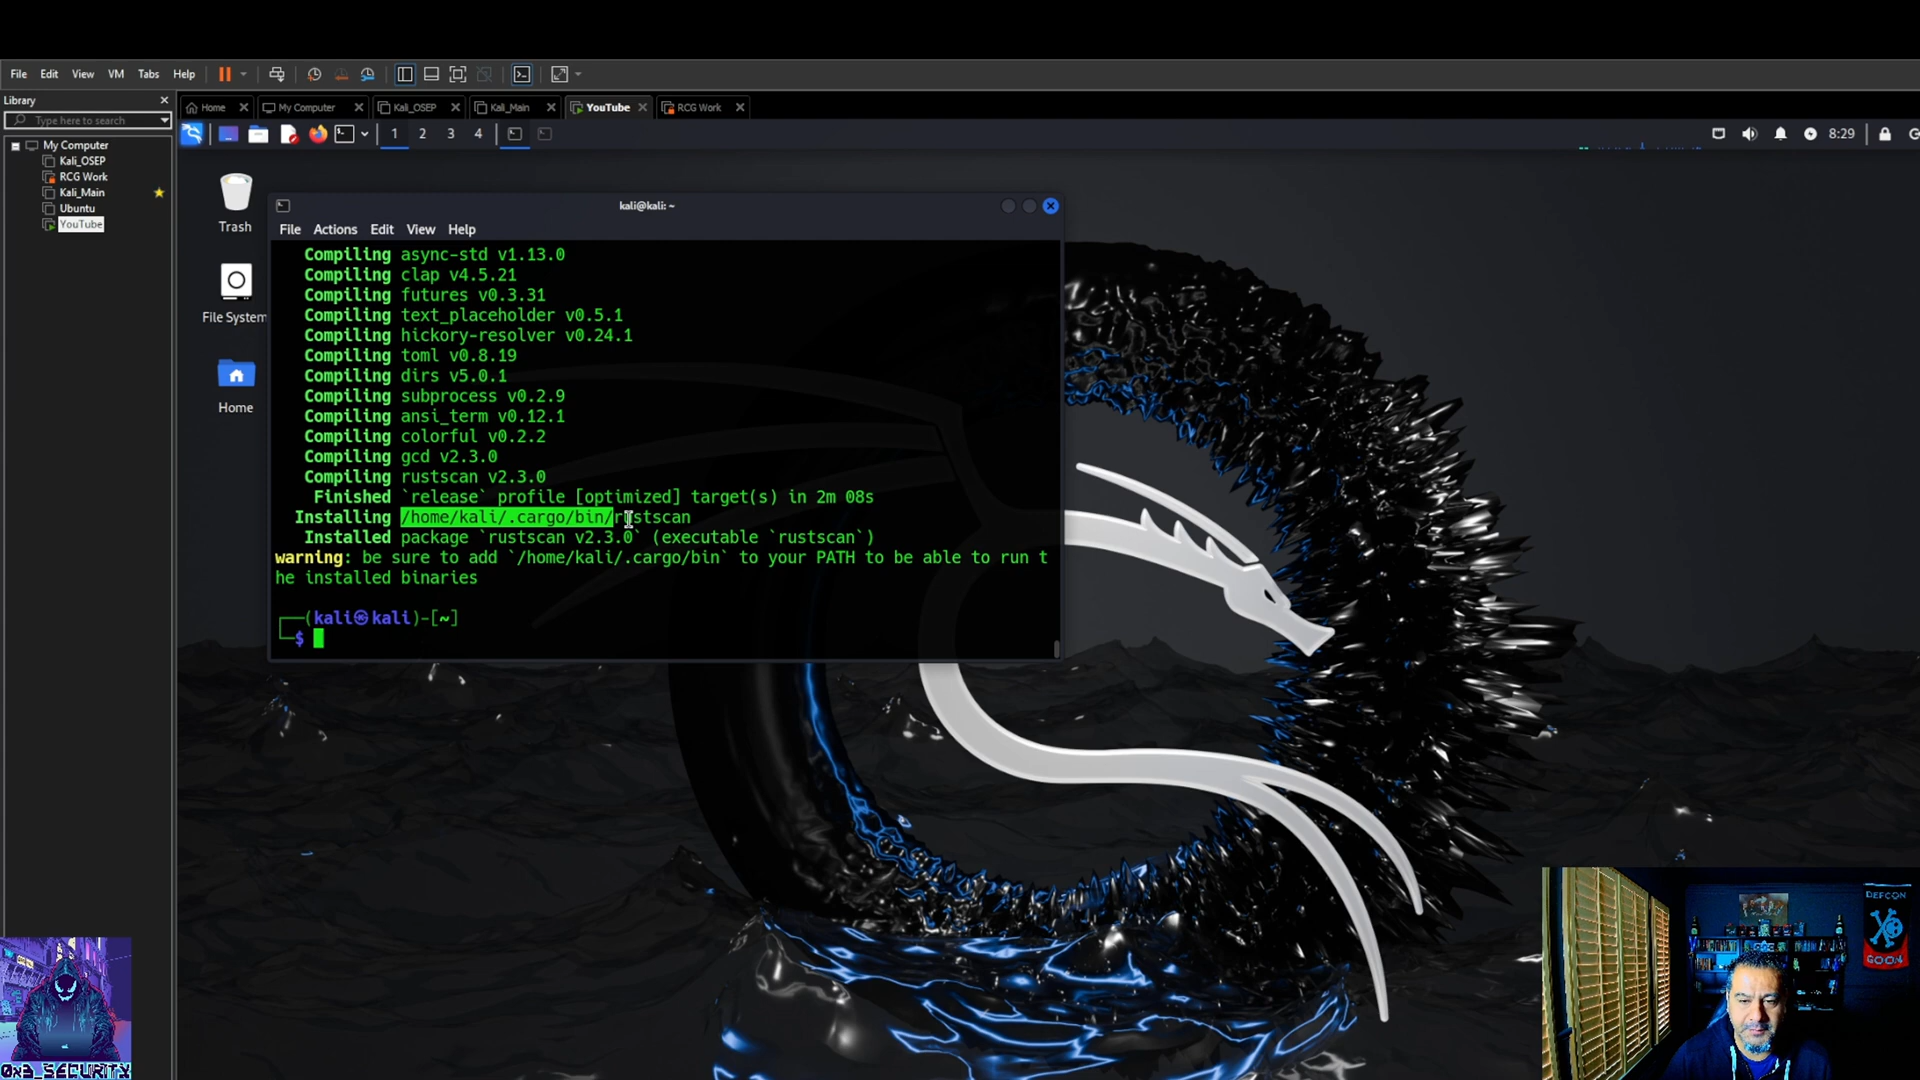 File Edit View VM Tabs Help
Library
Type here to search
My Computer
Kali_OSEP
RCG Work
Kali_Main
Ubuntu
YouTube
Home My Computer Kali_OSEP Kali_Main YouTube RCG Work
1 2 3 4
8:29
Trash
File System
Home
kali@kali: ~
File Actions Edit View Help
Compiling async-std v1.13.0
Compiling clap v4.5.21
Compiling futures v0.3.31
Compiling text_placeholder v0.5.1
Compiling hickory-resolver v0.24.1
Compiling toml v0.8.19
Compiling dirs v5.0.1
Compiling subprocess v0.2.9
Compiling ansi_term v0.12.1
Compiling colorful v0.2.2
Compiling gcd v2.3.0
Compiling rustscan v2.3.0
Finished `release` profile [optimized] target(s) in 2m 08s
Installing /home/kali/.cargo/bin/rustscan
Installed package `rustscan v2.3.0` (executable `rustscan`)
warning: be sure to add `/home/kali/.cargo/bin` to your PATH to be able to run t
he installed binaries
(kali㉿kali)-[~]
$
DEFCON
GOON
0x3_SECURITY